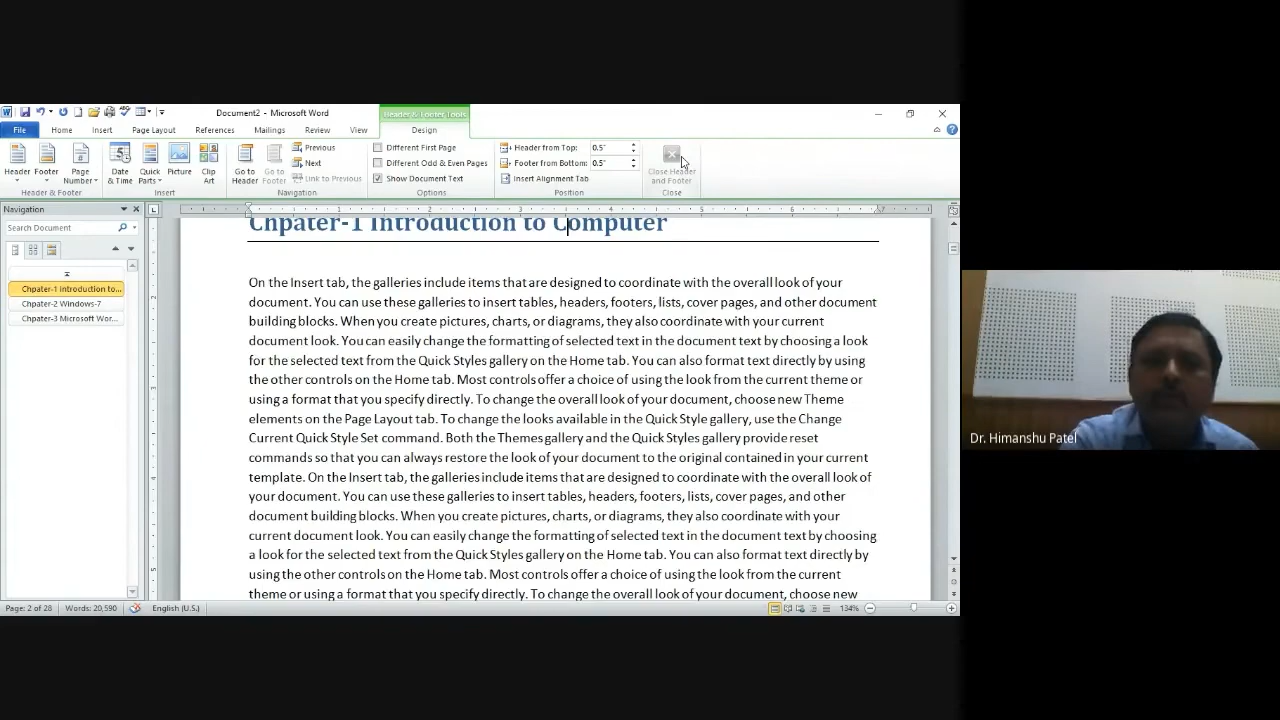 Document2 - Microsoft Word
Header & Footer Tools
File Home Insert Page Layout References Mailings Review View Design
Header Footer Page Number
Header & Footer
Date & Time Quick Parts Picture Clip Art
Insert
Go to Header Go to Footer Previous Next Link to Previous
Navigation
Different First Page
Different Odd & Even Pages
Show Document Text
Options
Header from Top: 0.5"
Footer from Bottom: 0.5"
Insert Alignment Tab
Position
Close Header and Footer
Close
Navigation
Search Document
Chpater-1 Introduction to...
Chpater-2 Windows-7
Chpater-3 Microsoft Wor...
Chpater-1 Introduction to Computer
On the Insert tab, the galleries include items that are designed to coordinate with the overall look of your
document. You can use these galleries to insert tables, headers, footers, lists, cover pages, and other document
building blocks. When you create pictures, charts, or diagrams, they also coordinate with your current
document look. You can easily change the formatting of selected text in the document text by choosing a look
for the selected text from the Quick Styles gallery on the Home tab. You can also format text directly by using
the other controls on the Home tab. Most controls offer a choice of using the look from the current theme or
using a format that you specify directly. To change the overall look of your document, choose new Theme
elements on the Page Layout tab. To change the looks available in the Quick Style gallery, use the Change
Current Quick Style Set command. Both the Themes gallery and the Quick Styles gallery provide reset
commands so that you can always restore the look of your document to the original contained in your current
template. On the Insert tab, the galleries include items that are designed to coordinate with the overall look of
your document. You can use these galleries to insert tables, headers, footers, lists, cover pages, and other
document building blocks. When you create pictures, charts, or diagrams, they also coordinate with your
current document look. You can easily change the formatting of selected text in the document text by choosing
a look for the selected text from the Quick Styles gallery on the Home tab. You can also format text directly by
using the other controls on the Home tab. Most controls offer a choice of using the look from the current
theme or using a format that you specify directly. To change the overall look of your document, choose new
Page: 2 of 28 Words: 20,590 English (U.S.) 134%
Dr. Himanshu Patel